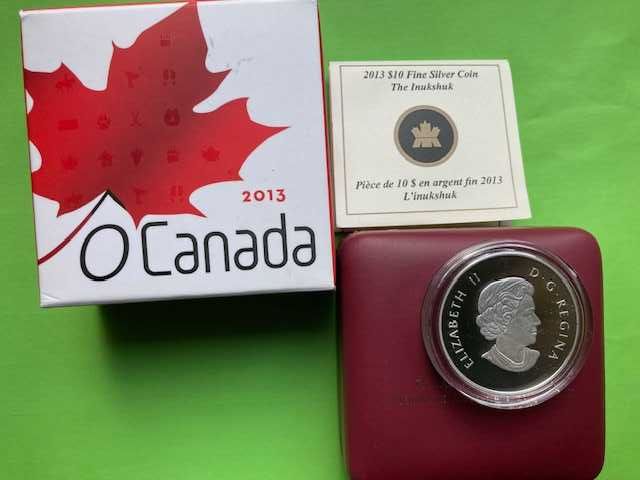 2013
O Canada
2013 $10 Fine Silver Coin
The Inukshuk
Pièce de 10 $ en argent fin 2013
L'inukshuk
ELIZABETH II D·G·REGINA